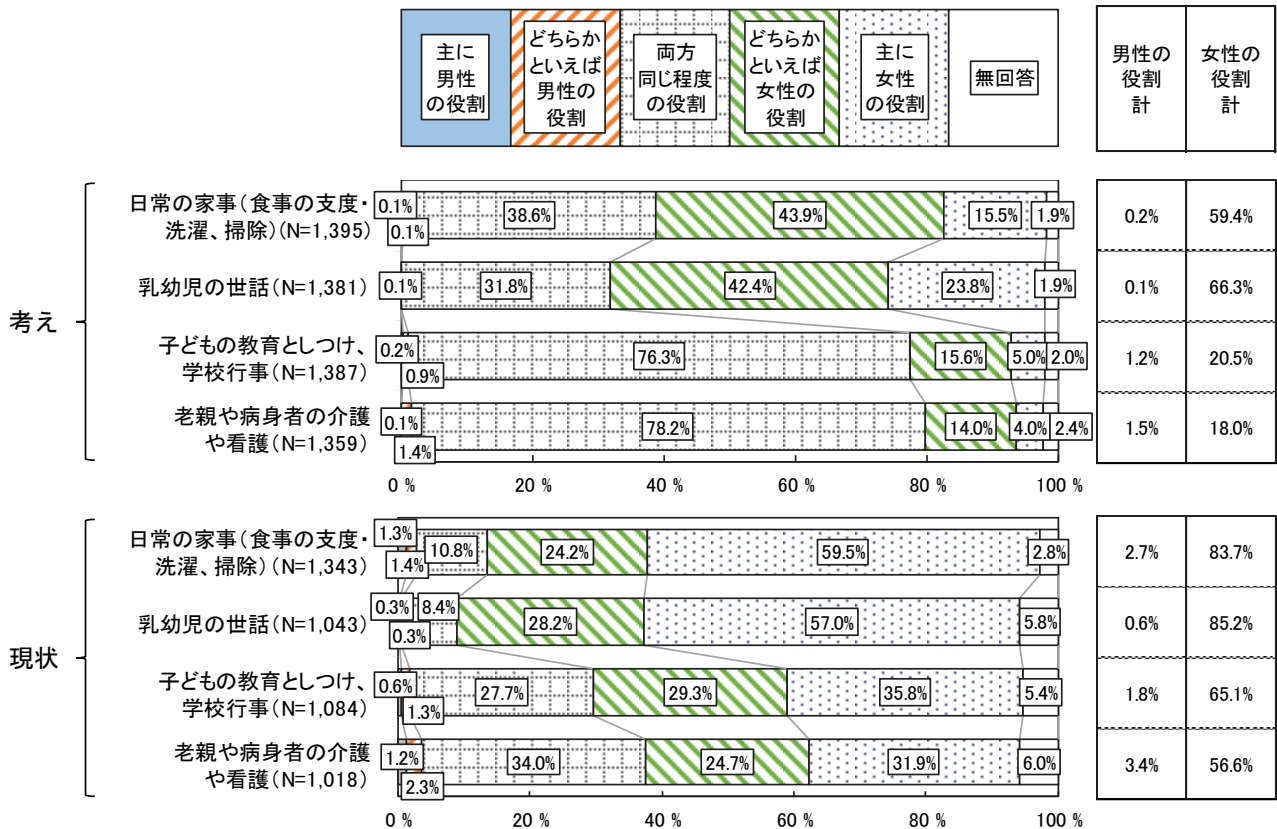 主に
男性
の役割
どちらか
といえば
男性の
役割
両方
同じ程度
の役割
どちらか
といえば
女性の
役割
主に
女性
の役割
無回答
男性の
役割
計
女性の
役割
計
考え
日常の家事(食事の支度・
洗濯、掃除)(N=1,395)
0.1%
0.1%
38.6%
43.9%
15.5%
1.9%
0.2%
59.4%
乳幼児の世話(N=1,381)
0.1%
31.8%
42.4%
23.8%
1.9%
0.1%
66.3%
子どもの教育としつけ、
学校行事(N=1,387)
0.2%
0.9%
76.3%
15.6%
5.0%
2.0%
1.2%
20.5%
老親や病身者の介護
や看護(N=1,359)
0.1%
1.4%
78.2%
14.0%
4.0%
2.4%
1.5%
18.0%
0 % 20 % 40 % 60 % 80 % 100 %
現状
日常の家事(食事の支度・
洗濯、掃除)(N=1,343)
1.3%
1.4%
10.8%
24.2%
59.5%
2.8%
2.7%
83.7%
乳幼児の世話(N=1,043)
0.3%
0.3%
8.4%
28.2%
57.0%
5.8%
0.6%
85.2%
子どもの教育としつけ、
学校行事(N=1,084)
0.6%
1.3%
27.7%
29.3%
35.8%
5.4%
1.8%
65.1%
老親や病身者の介護
や看護(N=1,018)
1.2%
2.3%
34.0%
24.7%
31.9%
6.0%
3.4%
56.6%
0 % 20 % 40 % 60 % 80 % 100 %